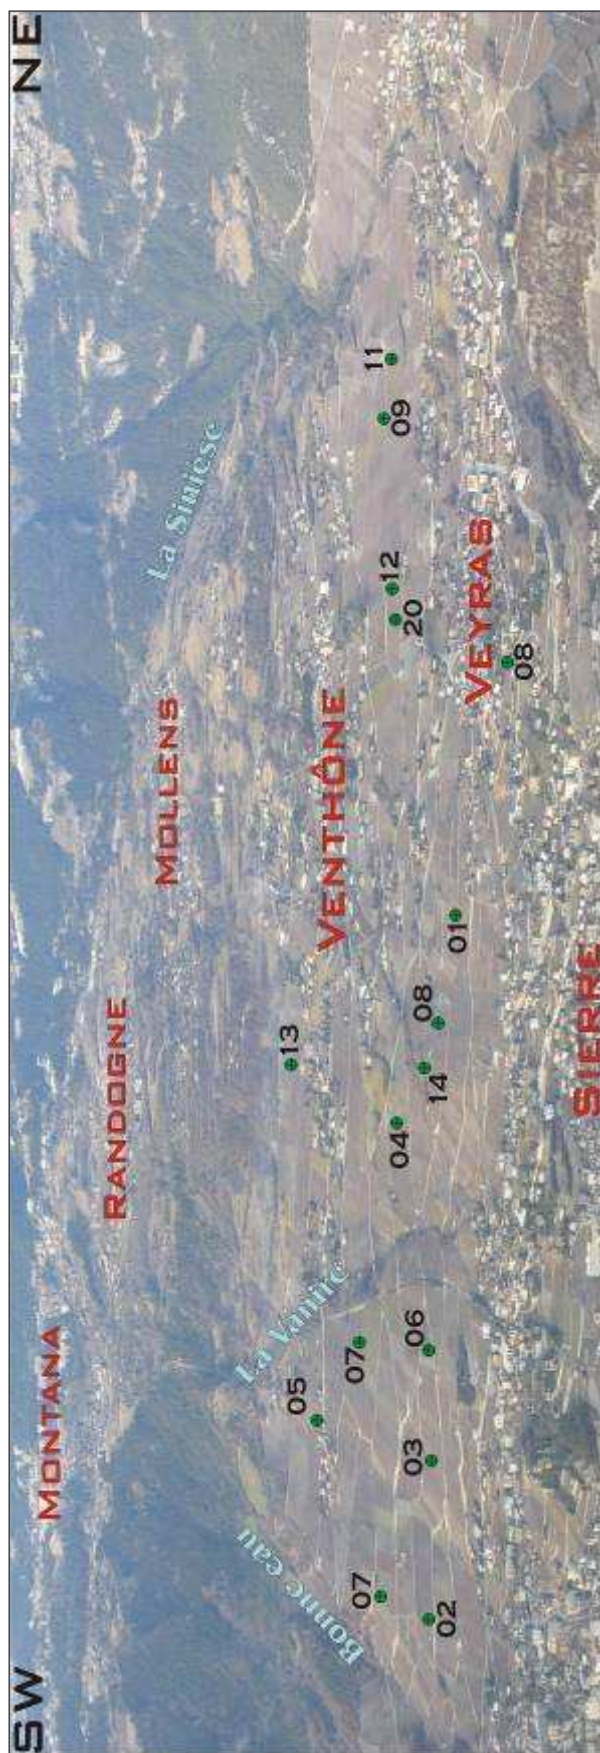 SW
NE
MONTANA
RANDOGNE
MOLLENS
La Siniese
Bonne eau
La Vanire
VENTHÔNE
13
05
07
07
04
20
12
09
11
02
03
06
14
08
01
VEYRAS
08
SIERRE